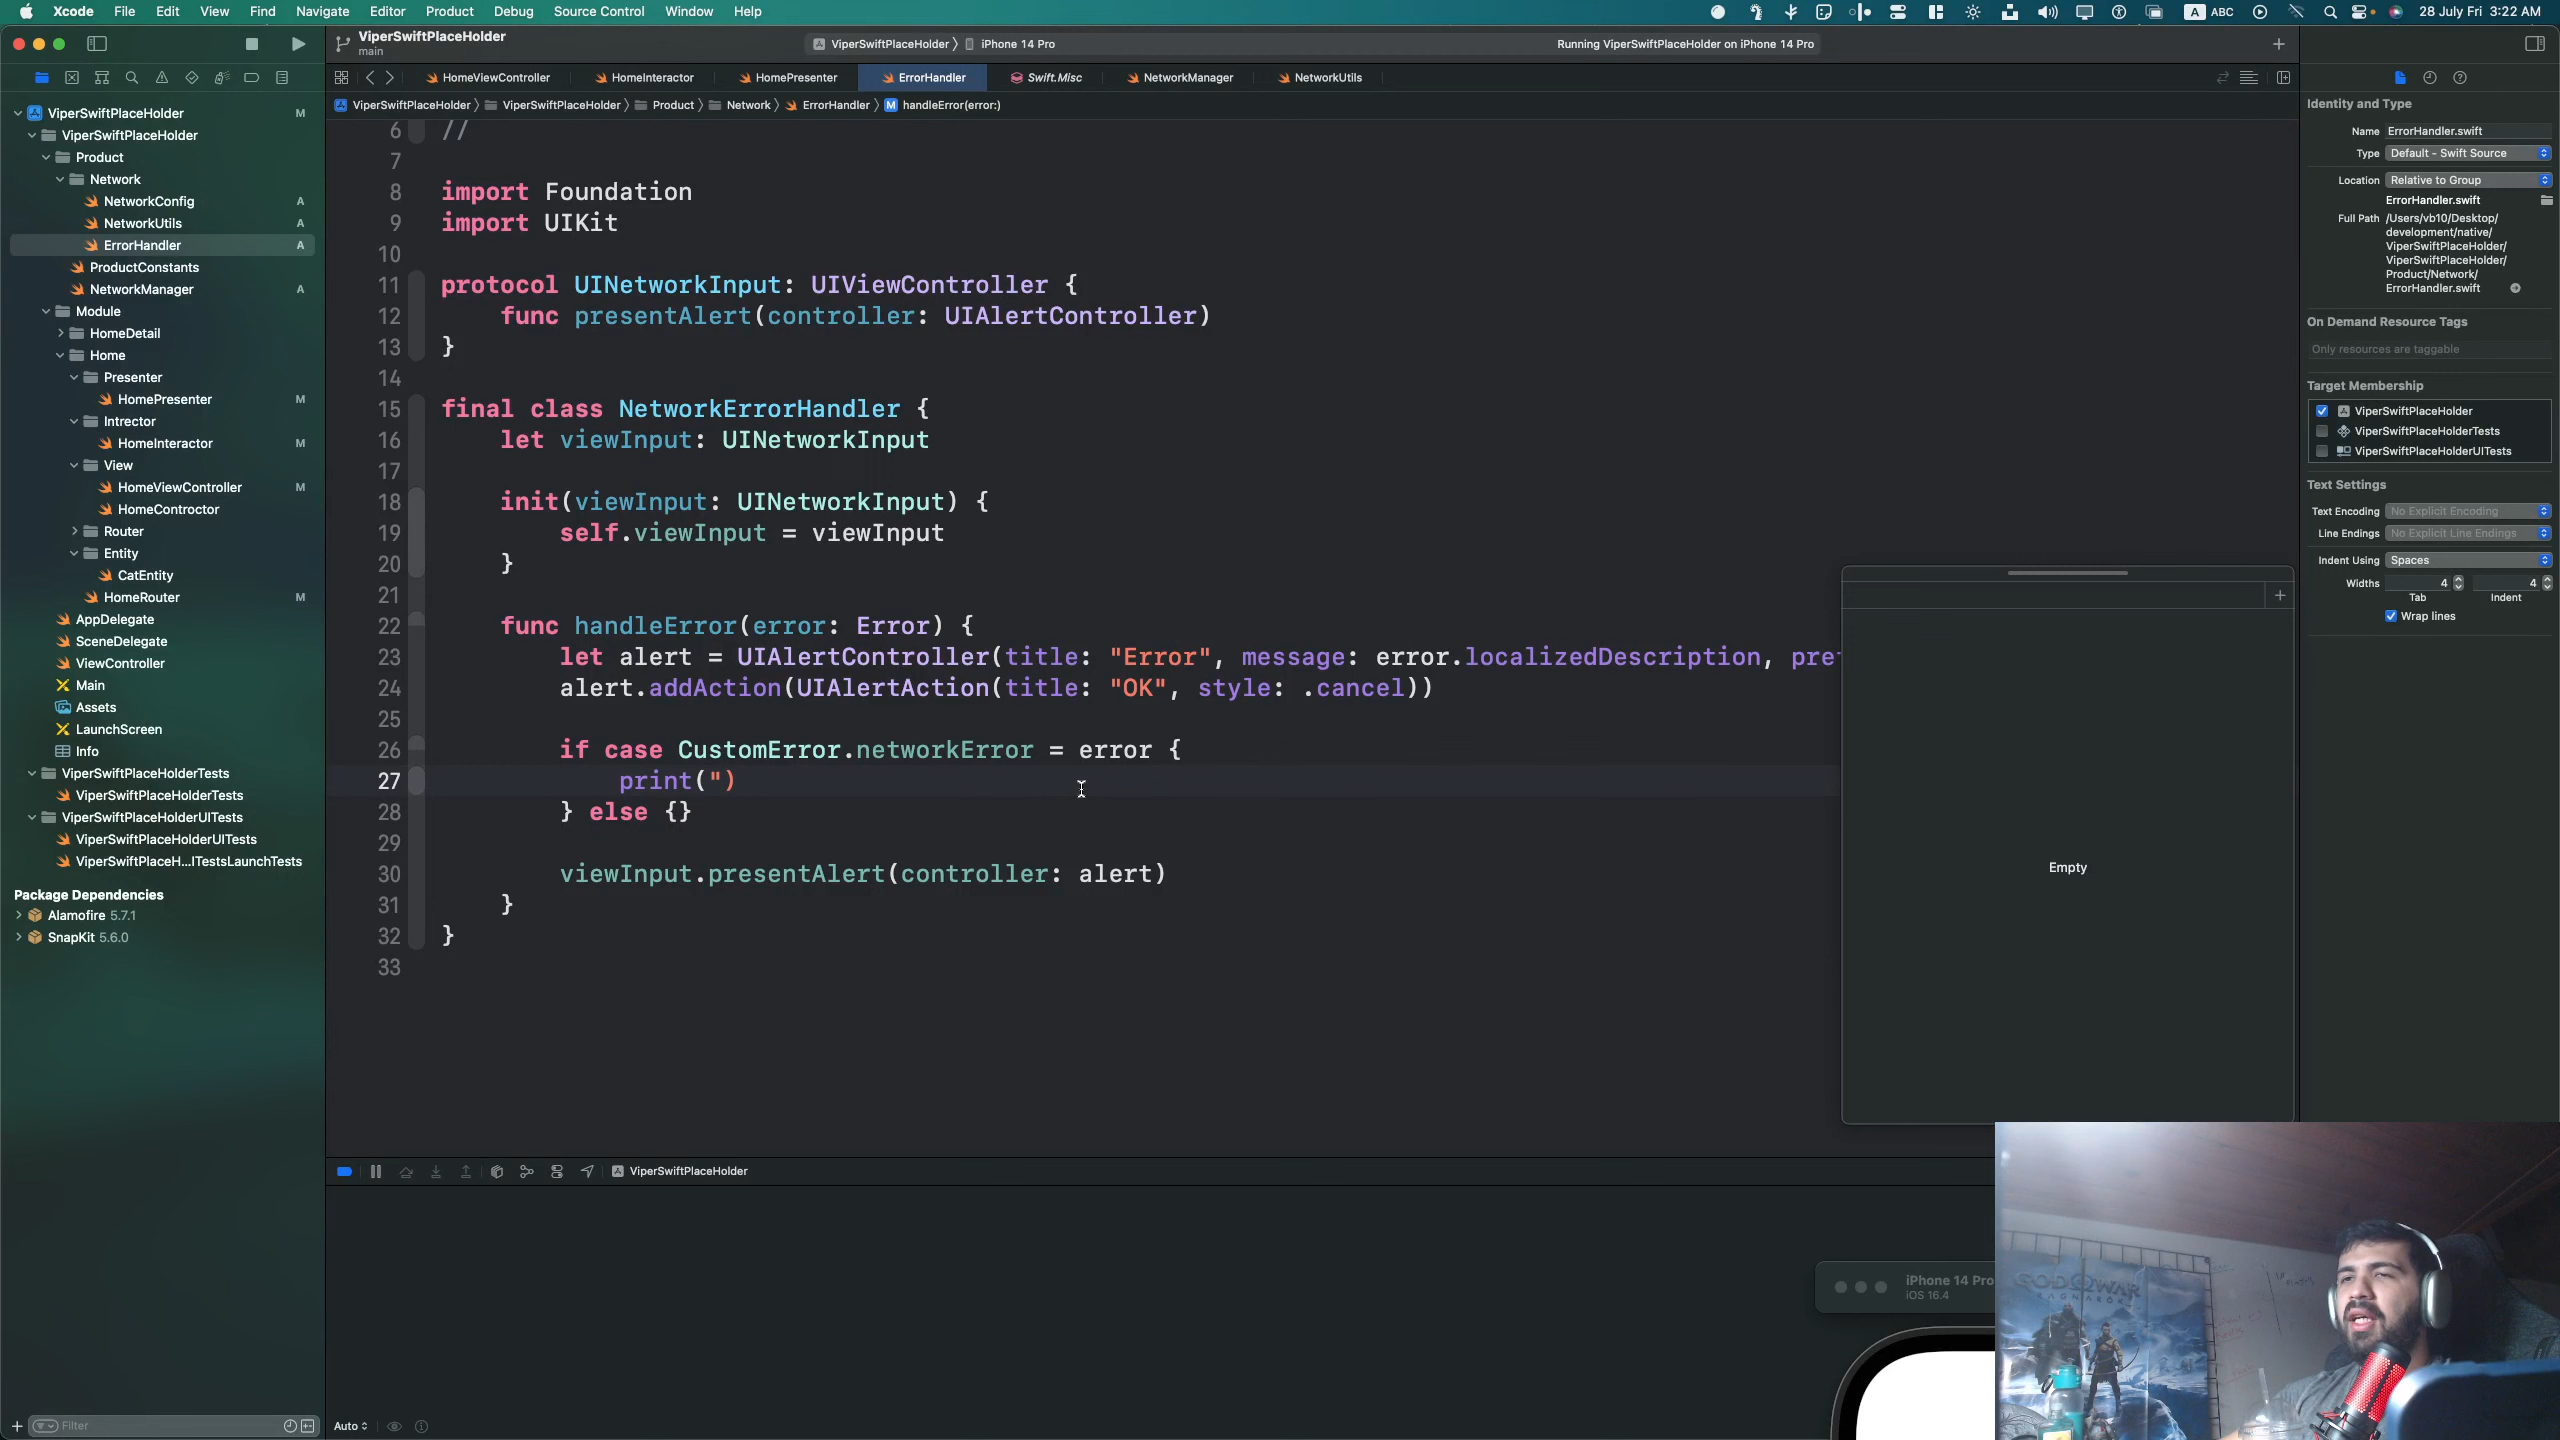 Xcode File Edit View Find Navigate Editor Product Debug Source Control Window Help
A ABC 28 July Fri 3:22 AM
ViperSwiftPlaceHolder
main
ViperSwiftPlaceHolder iPhone 14 Pro
Running ViperSwiftPlaceHolder on iPhone 14 Pro
HomeViewController HomeInteractor HomePresenter ErrorHandler Swift.Misc NetworkManager NetworkUtils
ViperSwiftPlaceHolder ViperSwiftPlaceHolder Product Network ErrorHandler M handleError(error:)
ViperSwiftPlaceHolder M
ViperSwiftPlaceHolder
Product
Network
NetworkConfig A
NetworkUtils A
ErrorHandler A
ProductConstants
NetworkManager A
Module
HomeDetail
Home
Presenter
HomePresenter M
Intrector
HomeInteractor M
View
HomeViewController M
HomeControctor
Router
Entity
CatEntity
HomeRouter M
AppDelegate
SceneDelegate
ViewController
Main
Assets
LaunchScreen
Info
ViperSwiftPlaceHolderTests
ViperSwiftPlaceHolderTests
ViperSwiftPlaceHolderUITests
ViperSwiftPlaceHolderUITests
ViperSwiftPlaceH...ITestsLaunchTests
Package Dependencies
Alamofire 5.7.1
SnapKit 5.6.0
Filter
6 //
7
8 import Foundation
9 import UIKit
10
11 protocol UINetworkInput: UIViewController {
12 func presentAlert(controller: UIAlertController)
13 }
14
15 final class NetworkErrorHandler {
16 let viewInput: UINetworkInput
17
18 init(viewInput: UINetworkInput) {
19 self.viewInput = viewInput
20 }
21
22 func handleError(error: Error) {
23 let alert = UIAlertController(title: "Error", message: error.localizedDescription, pre
24 alert.addAction(UIAlertAction(title: "OK", style: .cancel))
25
26 if case CustomError.networkError = error {
27 print(")
28 } else {}
29
30 viewInput.presentAlert(controller: alert)
31 }
32 }
33
Empty
ViperSwiftPlaceHolder
Auto
iPhone 14 Pro
iOS 16.4
Identity and Type
Name ErrorHandler.swift
Type Default - Swift Source
Location Relative to Group
ErrorHandler.swift
Full Path /Users/vb10/Desktop/
development/native/
ViperSwiftPlaceHolder/
ViperSwiftPlaceHolder/
Product/Network/
ErrorHandler.swift
On Demand Resource Tags
Only resources are taggable
Target Membership
ViperSwiftPlaceHolder
ViperSwiftPlaceHolderTests
ViperSwiftPlaceHolderUITests
Text Settings
Text Encoding No Explicit Encoding
Line Endings No Explicit Line Endings
Indent Using Spaces
Widths 4 4
Tab Indent
Wrap lines
GOD OF WAR
RAGNARÖK